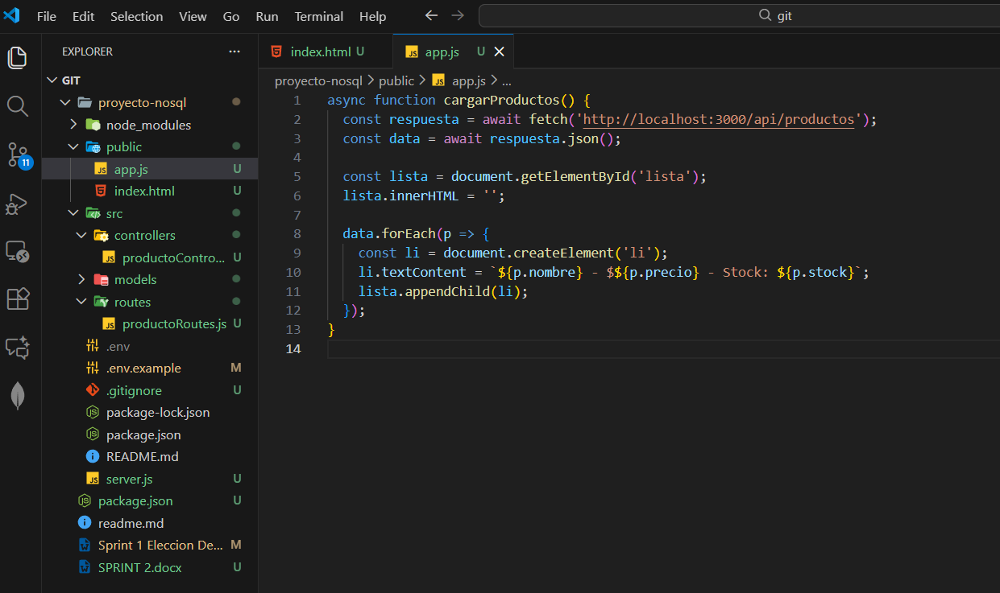 File Edit Selection View Go Run Terminal Help
git
EXPLORER ...
GIT
proyecto-nosql
node_modules
public
app.js U
index.html U
src
controllers
productoContro... U
models
routes
productoRoutes.js U
.env
.env.example M
.gitignore U
package-lock.json
package.json
README.md
server.js U
package.json U
readme.md
Sprint 1 Eleccion De... M
SPRINT 2.docx U
11
index.html U
app.js U
proyecto-nosql > public > JS app.js > ...
1 async function cargarProductos() {
2 const respuesta = await fetch('http://localhost:3000/api/productos');
3 const data = await respuesta.json();
4
5 const lista = document.getElementById('lista');
6 lista.innerHTML = '';
7
8 data.forEach(p => {
9 const li = document.createElement('li');
10 li.textContent = `${p.nombre} - $${p.precio} - Stock: ${p.stock}`;
11 lista.appendChild(li);
12 });
13 }
14